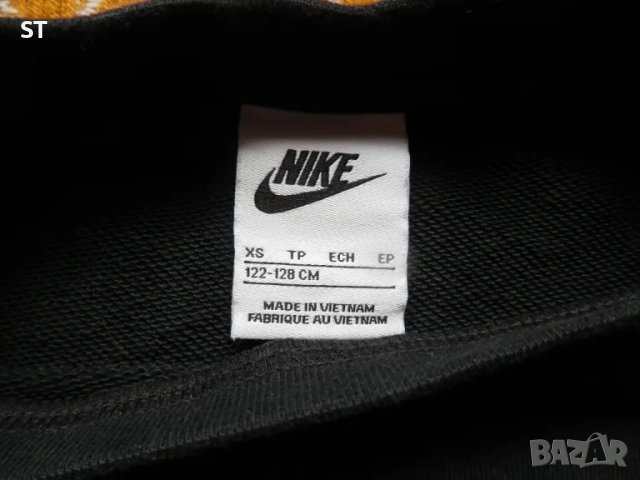 ST
NIKE
XS TP ECH EP
122-128 CM
MADE IN VIETNAM
FABRIQUE AU VIETNAM
BAZAR